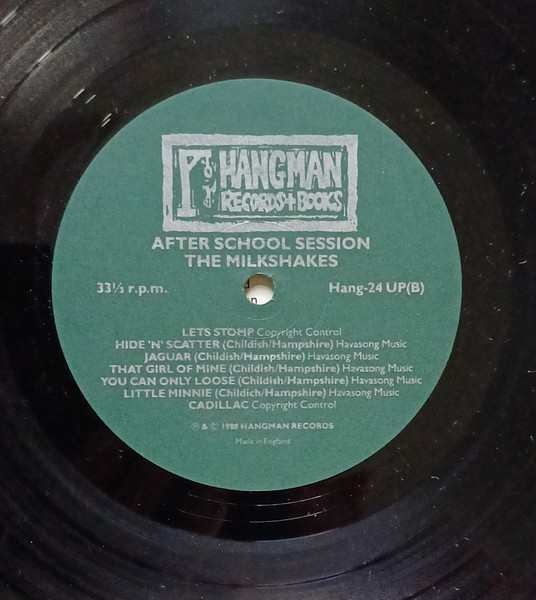 HANGMAN
RECORDS + BOOKS
AFTER SCHOOL SESSION
THE MILKSHAKES
33⅓ r.p.m. Hang-24 UP(B)
LETS STOMP Copyright Control
HIDE 'N' SCATTER (Childish/Hampshire) Havasong Music
JAGUAR (Childish/Hampshire) Havasong Music
THAT GIRL OF MINE (Childish/Hampshire) Havasong Music
YOU CAN ONLY LOOSE (Childish/Hampshire) Havasong Music
LITTLE MINNIE (Childich/Hampshire) Havasong Music
CADILLAC Copyright Control
℗ & © 1988 HANGMAN RECORDS
Made in England